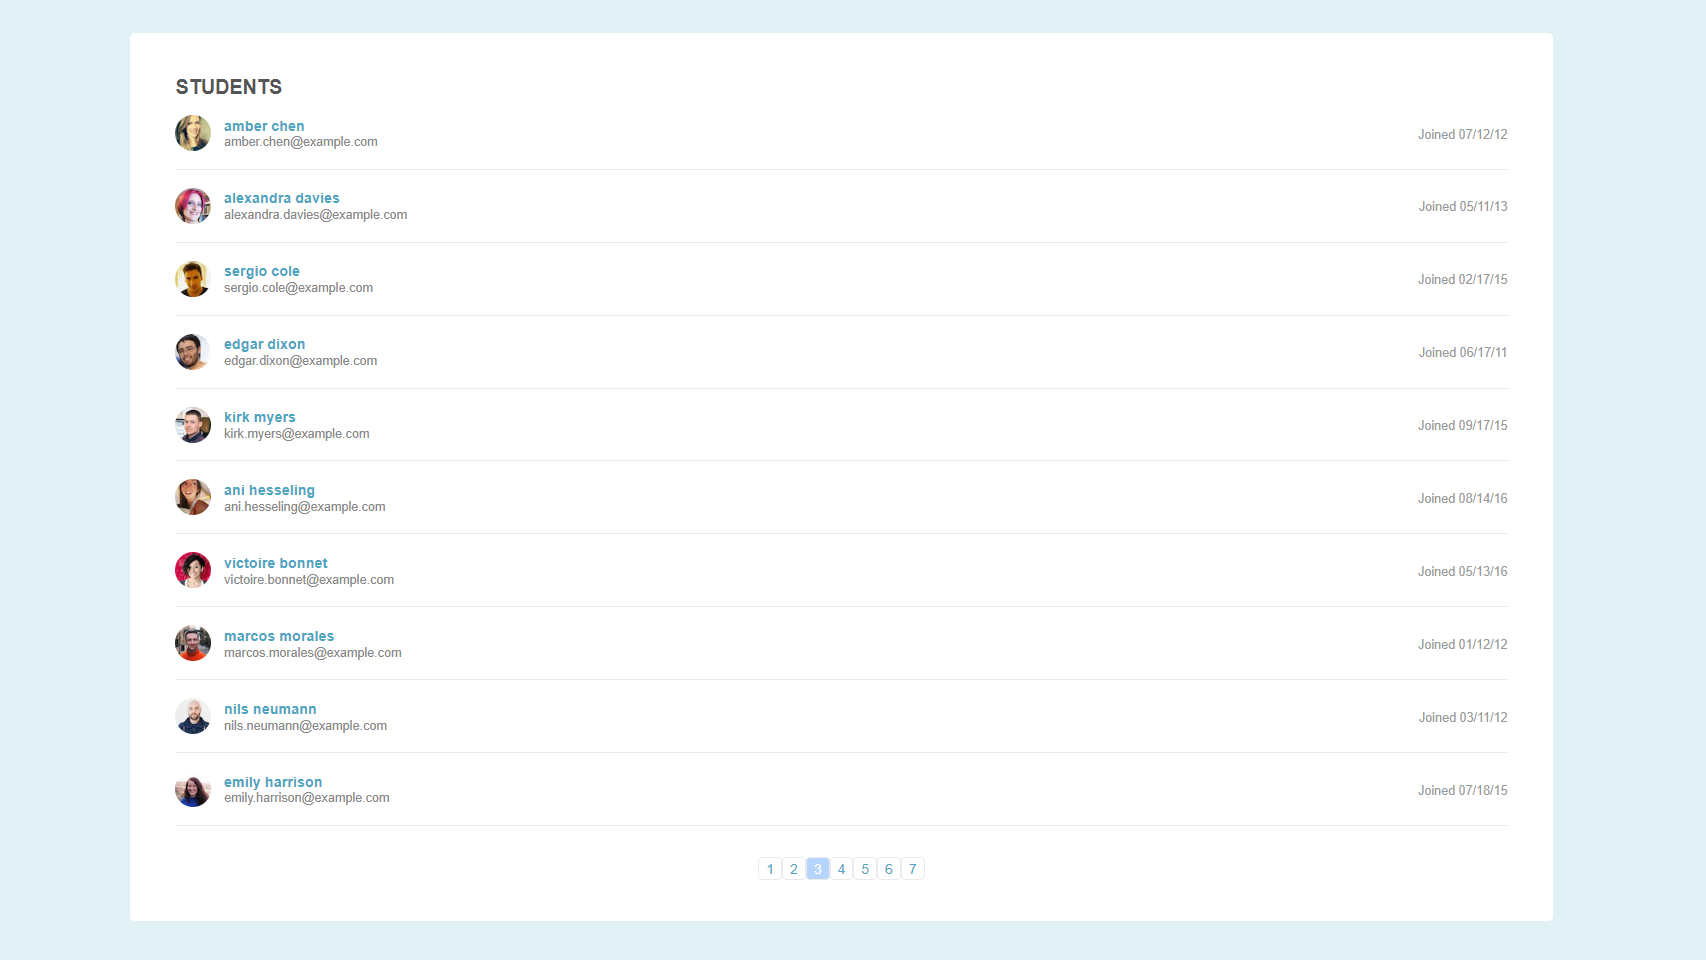 STUDENTS
amber chen
amber.chen@example.com
Joined 07/12/12
alexandra davies
alexandra.davies@example.com
Joined 05/11/13
sergio cole
sergio.cole@example.com
Joined 02/17/15
edgar dixon
edgar.dixon@example.com
Joined 06/17/11
kirk myers
kirk.myers@example.com
Joined 09/17/15
ani hesseling
ani.hesseling@example.com
Joined 08/14/16
victoire bonnet
victoire.bonnet@example.com
Joined 05/13/16
marcos morales
marcos.morales@example.com
Joined 01/12/12
nils neumann
nils.neumann@example.com
Joined 03/11/12
emily harrison
emily.harrison@example.com
Joined 07/18/15
1 2 3 4 5 6 7